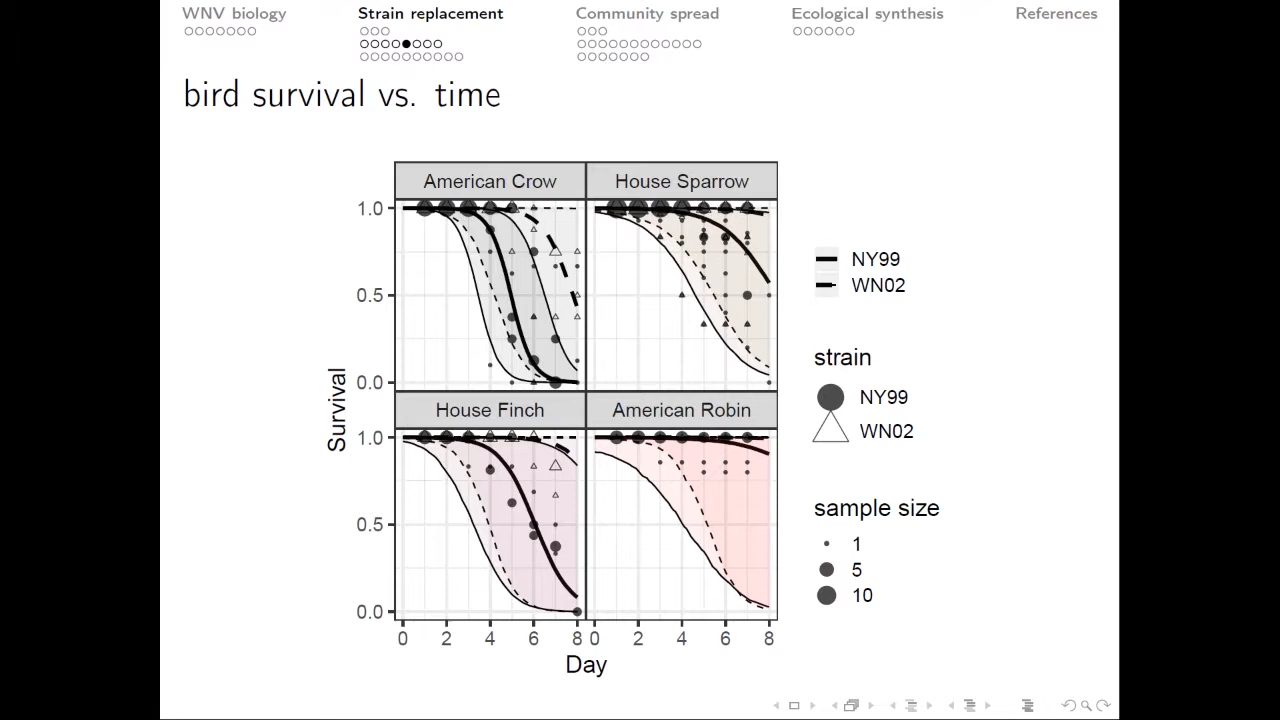 WNV biology Strain replacement Community spread Ecological synthesis References
bird survival vs. time
American Crow House Sparrow
1.0
0.5
0.0
House Finch American Robin
1.0
0.5
0.0
Survival
0 2 4 6 8 0 2 4 6 8
Day
NY99
WN02
strain
NY99
WN02
sample size
1
5
10